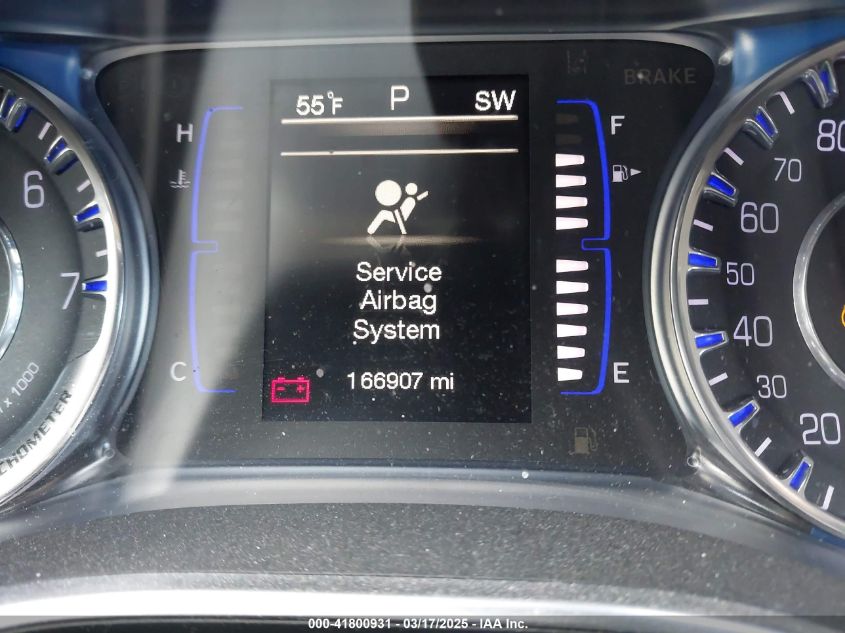 BRAKE
55°F P SW
H
F
Service
Airbag
System
166907 mi
C
E
6
7
x 1000
TACHOMETER
80
70
60
50
40
30
20
000-41800931 - 03/17/2025 - IAA Inc.